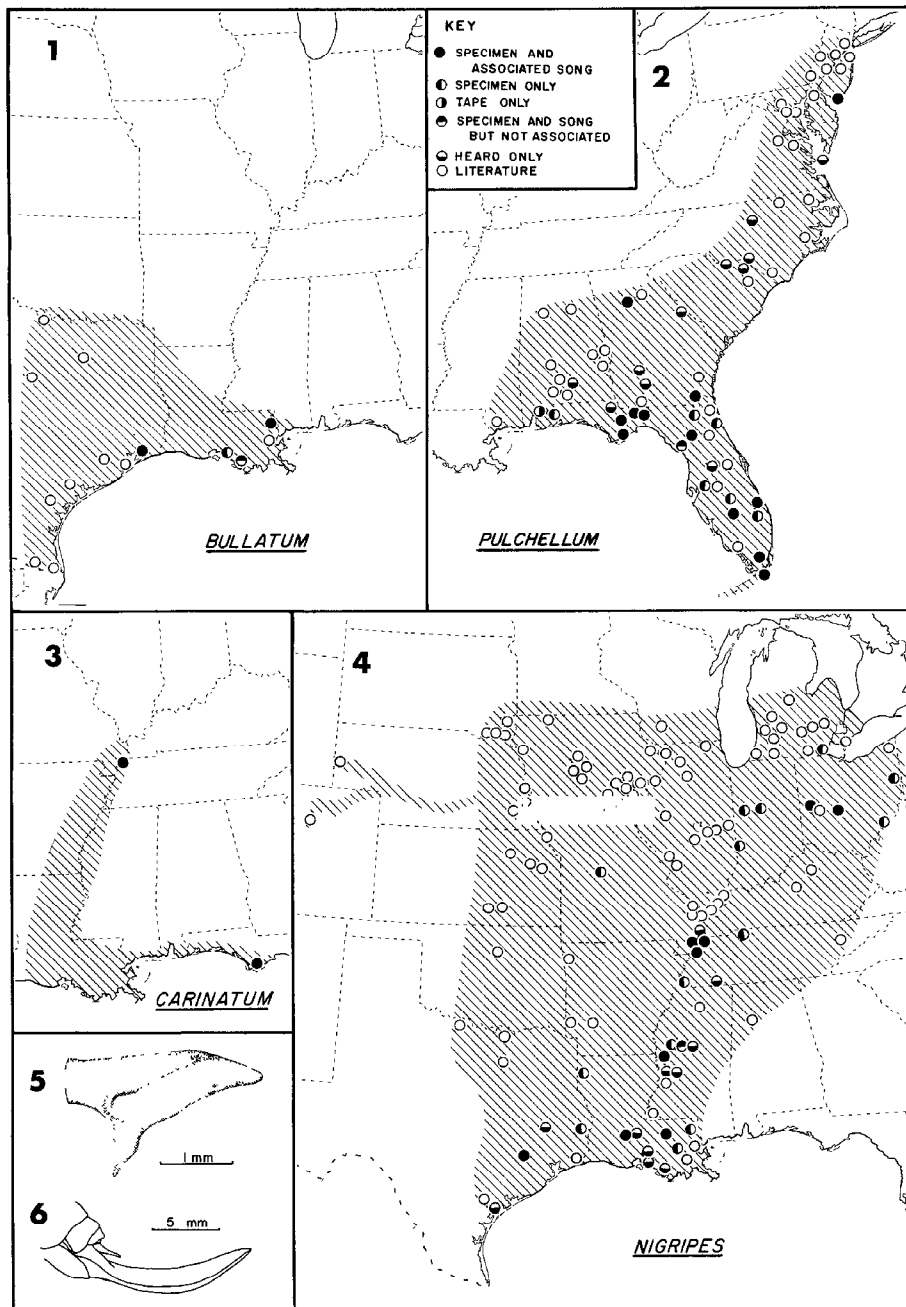 1
BULLATUM
KEY
SPECIMEN AND
ASSOCIATED SONG
SPECIMEN ONLY
TAPE ONLY
SPECIMEN AND SONG
BUT NOT ASSOCIATED
HEARD ONLY
LITERATURE
2
PULCHELLUM
3
CARINATUM
4
NIGRIPES
5
1 mm
6
5 mm